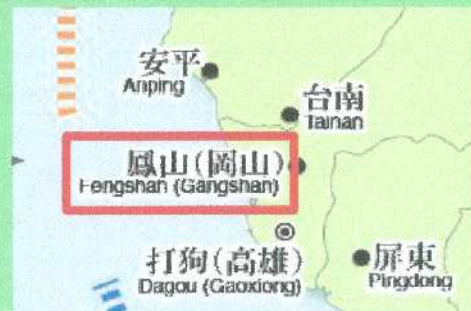 安平
Anping
台南
Tainan
鳳山(岡山)
Fengshan (Gangshan)
打狗(高雄)
Dagou (Gaoxiong)
屏東
Pingdong